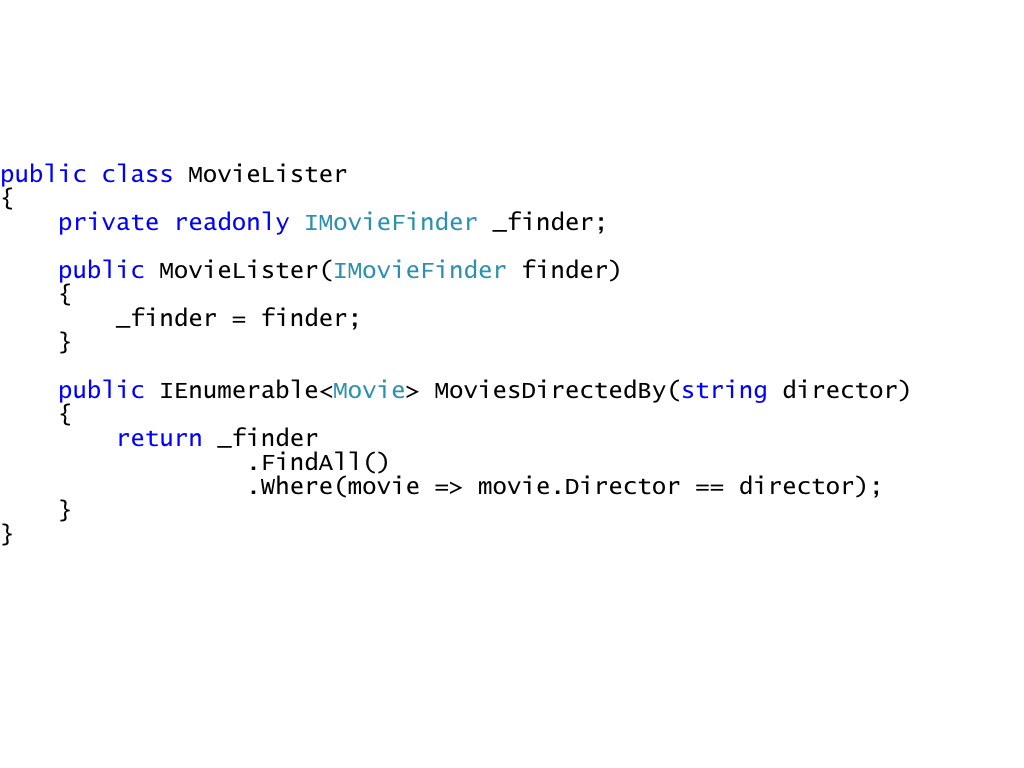 public class MovieLister
{
    private readonly IMovieFinder _finder;
    public MovieLister(IMovieFinder finder)
    {
        _finder = finder;
    }
    public IEnumerable<Movie> MoviesDirectedBy(string director)
    {
        return _finder
                 .FindAll()
                 .Where(movie => movie.Director == director);
    }
}